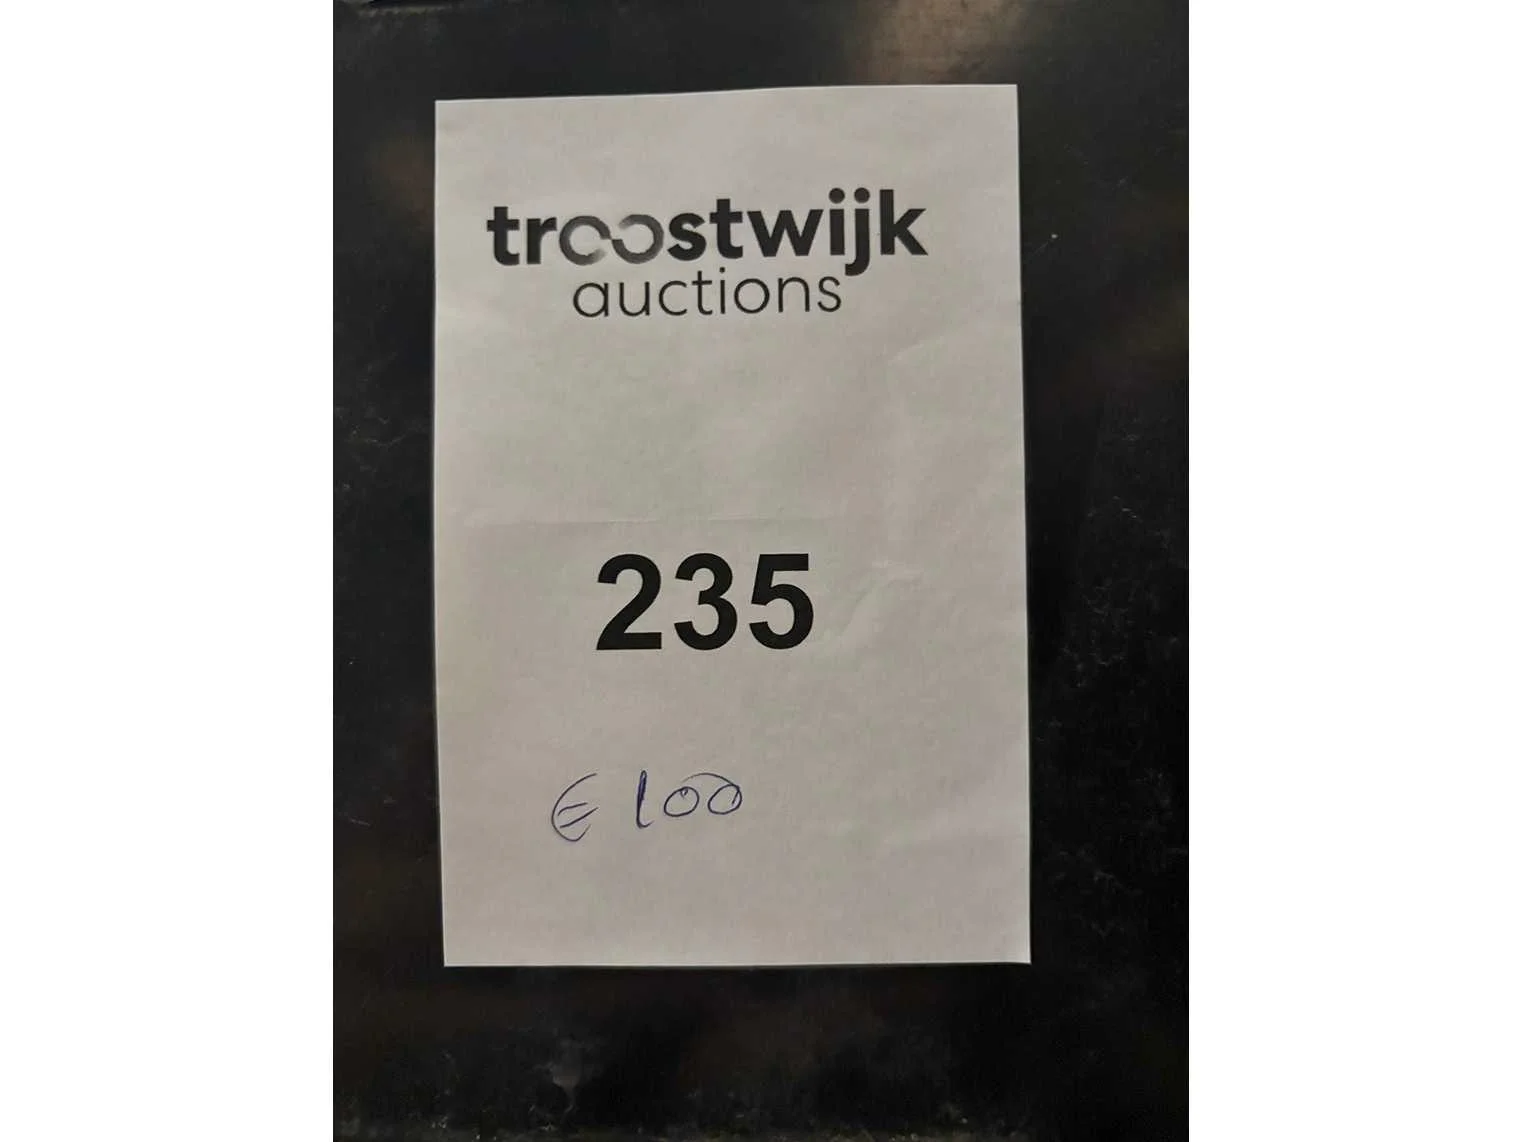 troostwijk
auctions
235
€ 100